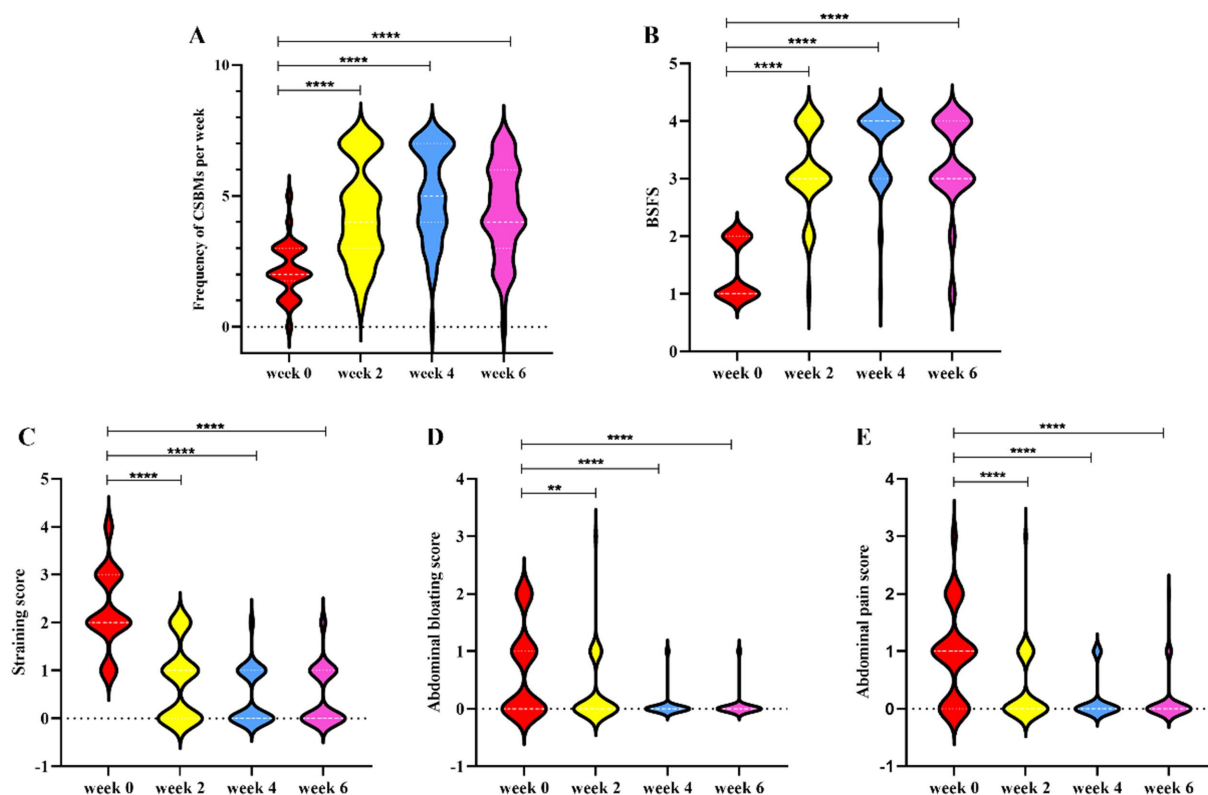 A
Frequency of CSBMs per week
10
5
0
****
****
****
week 0 week 2 week 4 week 6
B
BSFS
5
4
3
2
1
0
****
****
****
week 0 week 2 week 4 week 6
C
Straining score
5
4
3
2
1
0
-1
****
****
****
week 0 week 2 week 4 week 6
D
Abdominal bloating score
4
3
2
1
0
-1
****
****
**
week 0 week 2 week 4 week 6
E
Abdominal pain score
4
3
2
1
0
-1
****
****
****
week 0 week 2 week 4 week 6